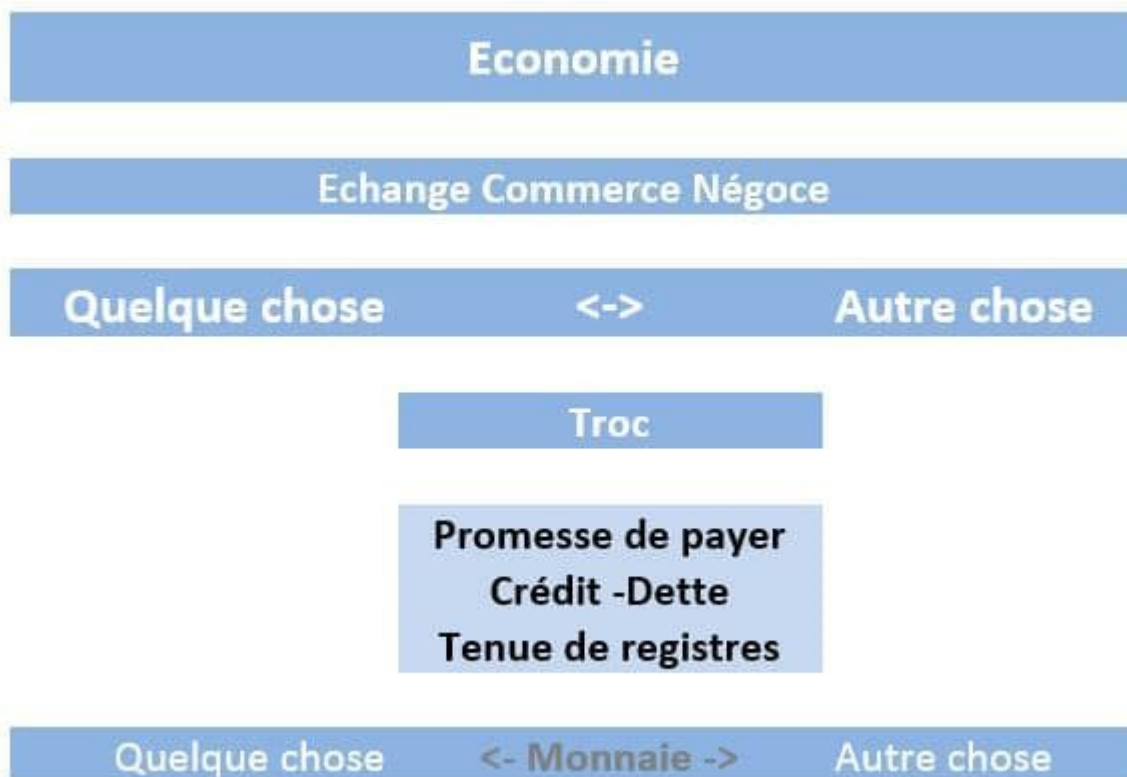 Economie
Echange Commerce Négoce
Quelque chose <-> Autre chose
Troc
Promesse de payer
Crédit -Dette
Tenue de registres
Quelque chose <- Monnaie -> Autre chose